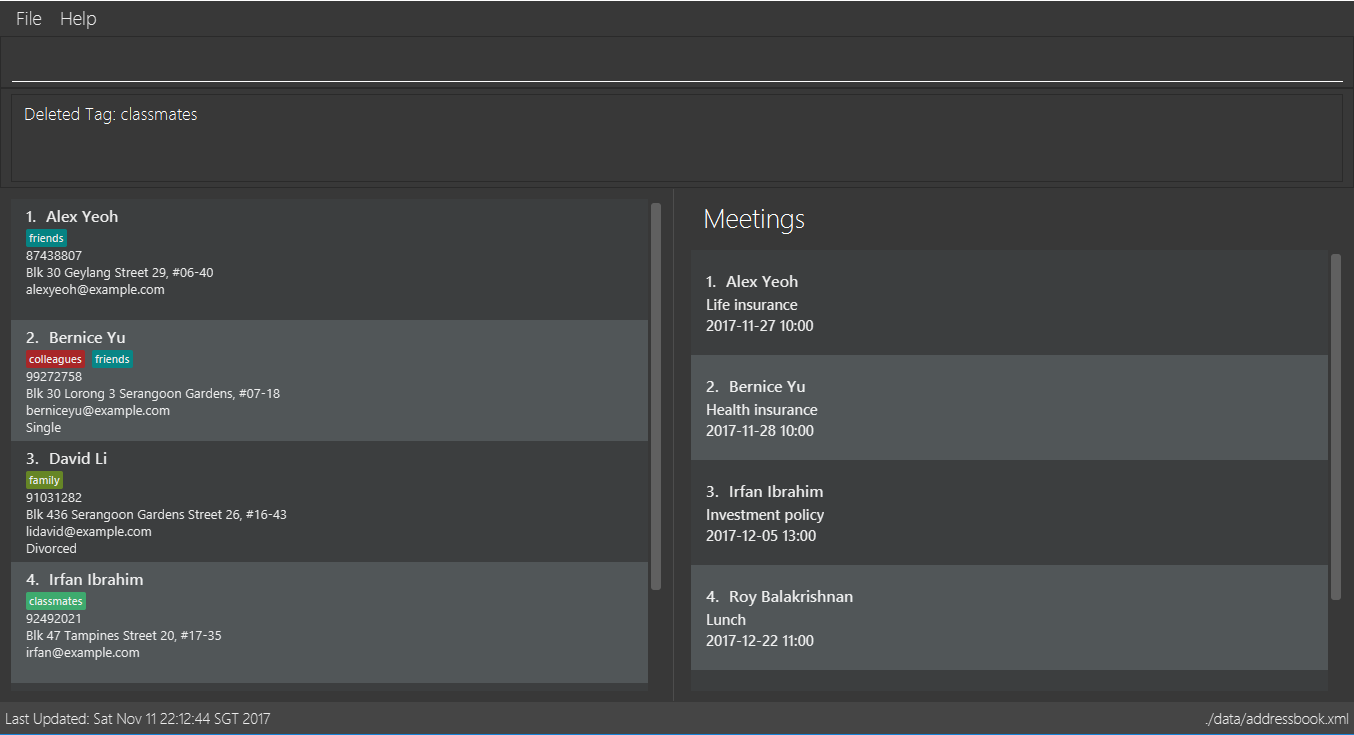 File Help
Deleted Tag: classmates
1. Alex Yeoh
friends
87438807
Blk 30 Geylang Street 29, #06-40
alexyeoh@example.com
2. Bernice Yu
colleagues friends
99272758
Blk 30 Lorong 3 Serangoon Gardens, #07-18
berniceyu@example.com
Single
3. David Li
family
91031282
Blk 436 Serangoon Gardens Street 26, #16-43
lidavid@example.com
Divorced
4. Irfan Ibrahim
classmates
92492021
Blk 47 Tampines Street 20, #17-35
irfan@example.com
Meetings
1. Alex Yeoh
Life insurance
2017-11-27 10:00
2. Bernice Yu
Health insurance
2017-11-28 10:00
3. Irfan Ibrahim
Investment policy
2017-12-05 13:00
4. Roy Balakrishnan
Lunch
2017-12-22 11:00
Last Updated: Sat Nov 11 22:12:44 SGT 2017
./data/addressbook.xml